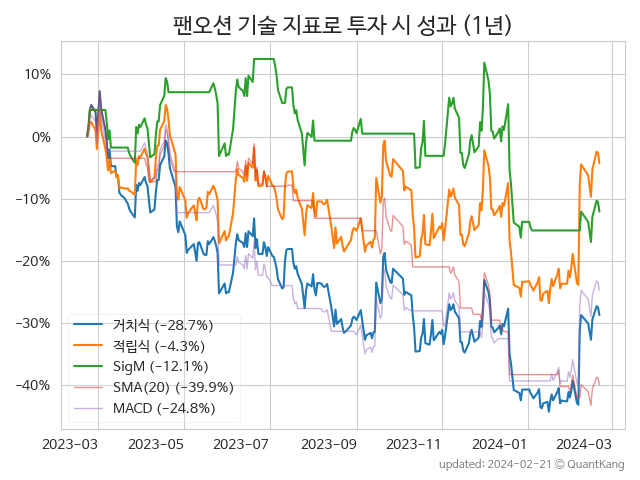 팬오션 기술 지표로 투자 시 성과 (1년)
10%
0%
−10%
−20%
−30%
−40%
거치식 (−28.7%)
적립식 (−4.3%)
SigM (−12.1%)
SMA(20) (−39.9%)
MACD (−24.8%)
2023-03 2023-05 2023-07 2023-09 2023-11 2024-01 2024-03
updated: 2024-02-21 © QuantKang